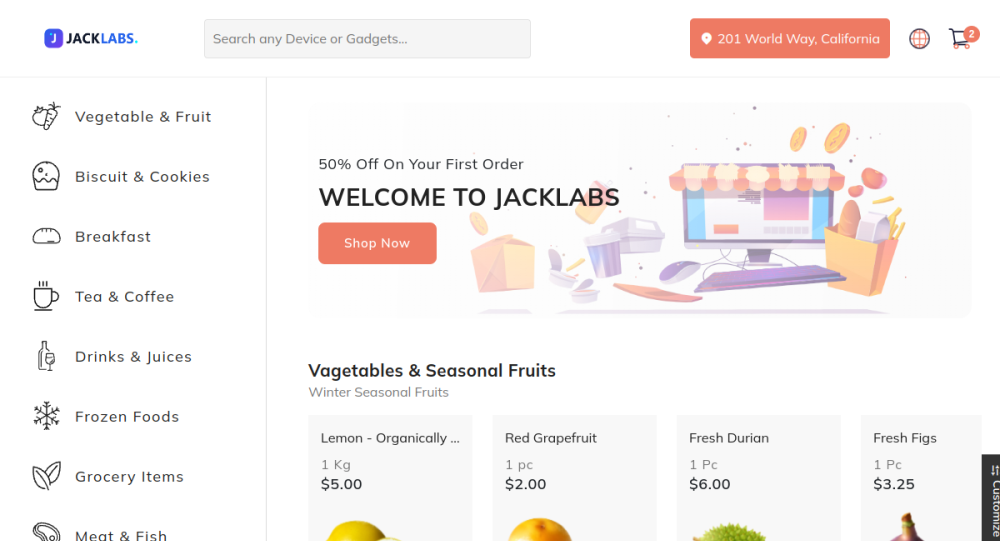 JACKLABS.
Search any Device or Gadgets...
201 World Way, California
2
Vegetable & Fruit
Biscuit & Cookies
Breakfast
Tea & Coffee
Drinks & Juices
Frozen Foods
Grocery Items
Meat & Fish
50% Off On Your First Order
WELCOME TO JACKLABS
Shop Now
Vagetables & Seasonal Fruits
Winter Seasonal Fruits
Lemon - Organically ...
1 Kg
$5.00
Red Grapefruit
1 pc
$2.00
Fresh Durian
1 Pc
$6.00
Fresh Figs
1 Pc
$3.25
Customize